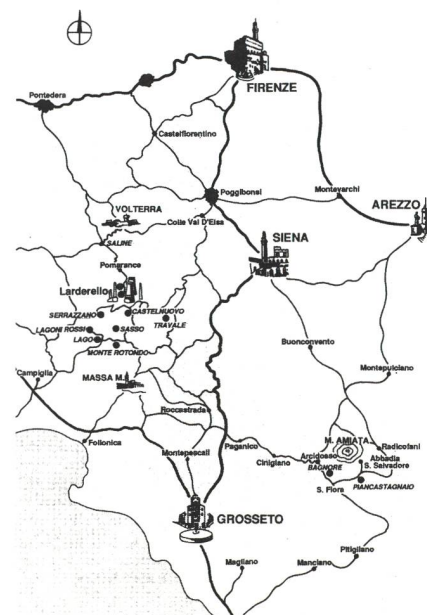 FIRENZE
Pontedera
Castelfiorentino
Poggibonsi
Montevarchi
AREZZO
VOLTERRA
Colle Val D'Elsa
SIENA
SALINE
Pomarance
Larderello
CASTELNUOVO
SERRAZZANO
TRAVALE
LAGONI ROSSI
SASSO
LAGO
MONTE ROTONDO
Buonconvento
Montepulciano
Campiglia
MASSA M.
Roccastrada
Follonica
Montepescali
Paganico
M. AMIATA
Radicofani
Cinigiano
Arcidosso
Abbadia
S. Salvadore
BAGNORE
S. Fiora
PIANCASTAGNAIO
GROSSETO
Pitigliano
Magliano
Manciano